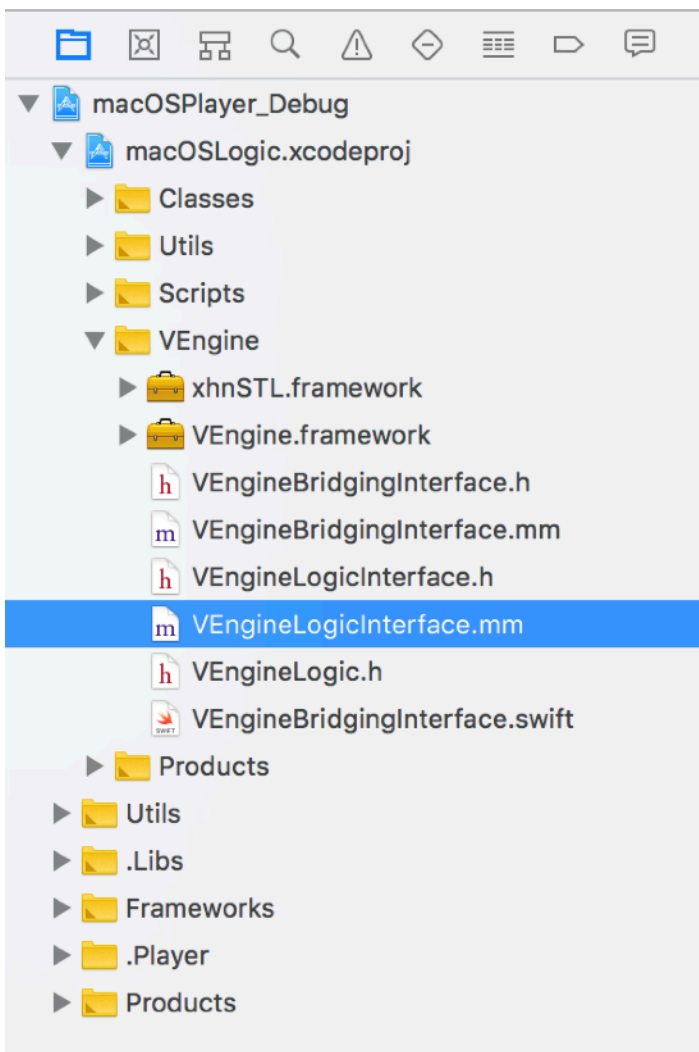 macOSPlayer_Debug
macOSLogic.xcodeproj
Classes
Utils
Scripts
VEngine
xhnSTL.framework
VEngine.framework
h VEngineBridgingInterface.h
m VEngineBridgingInterface.mm
h VEngineLogicInterface.h
m VEngineLogicInterface.mm
h VEngineLogic.h
SWIFT VEngineBridgingInterface.swift
Products
Utils
.Libs
Frameworks
.Player
Products